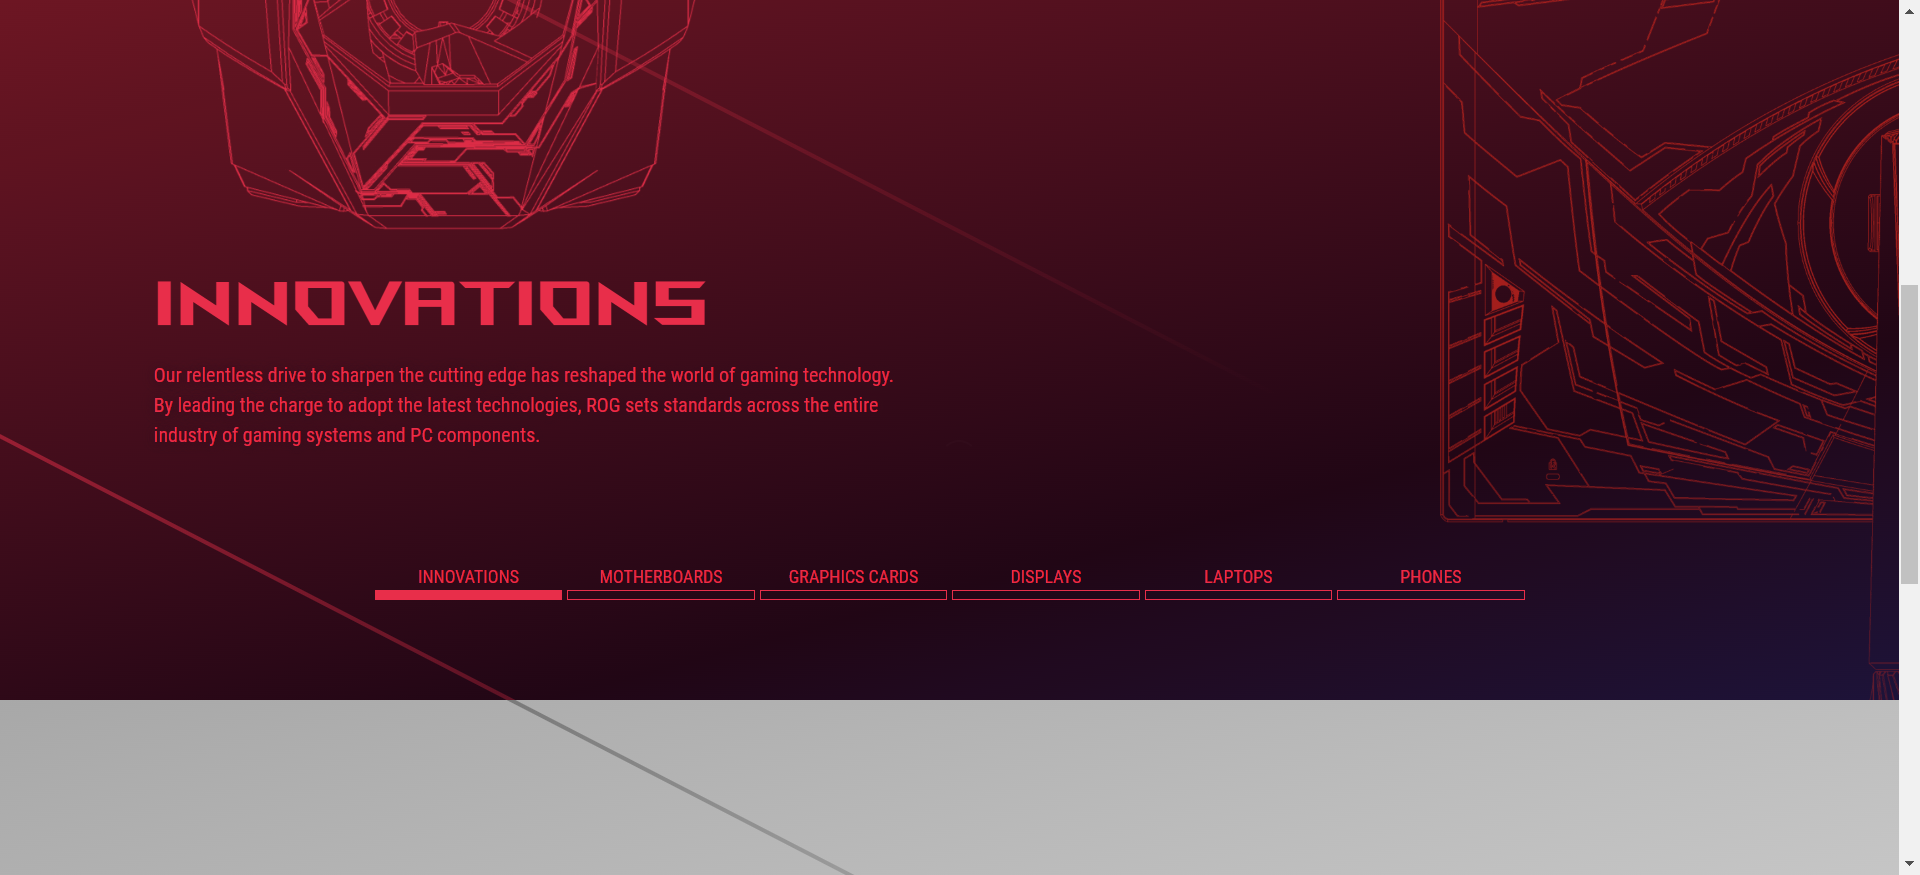 INNOVATIONS
Our relentless drive to sharpen the cutting edge has reshaped the world of gaming technology.
By leading the charge to adopt the latest technologies, ROG sets standards across the entire
industry of gaming systems and PC components.
INNOVATIONS
MOTHERBOARDS
GRAPHICS CARDS
DISPLAYS
LAPTOPS
PHONES